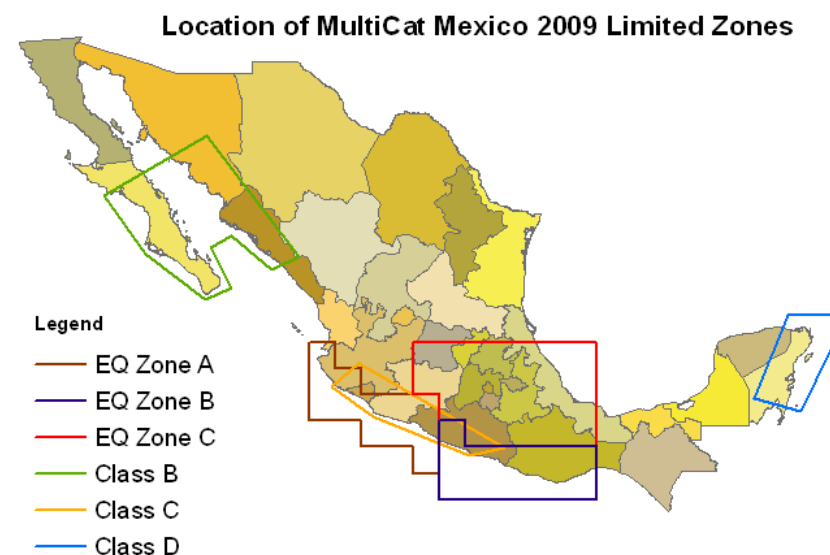 Location of MultiCat Mexico 2009 Limited Zones
Legend
EQ Zone A
EQ Zone B
EQ Zone C
Class B
Class C
Class D